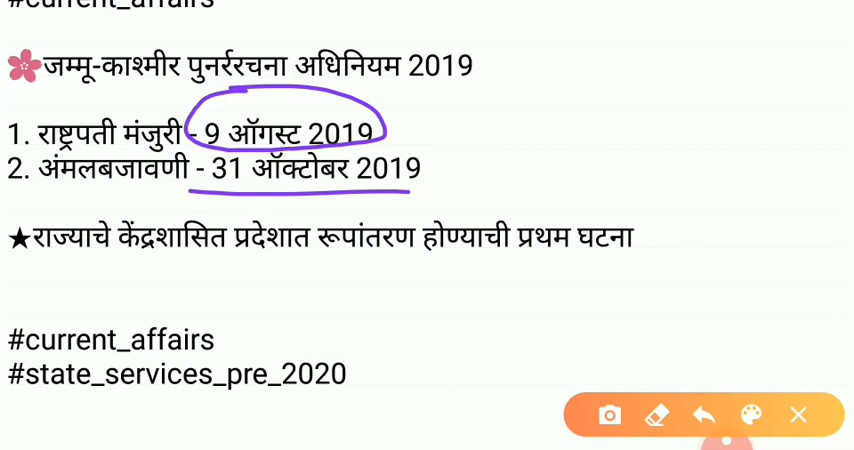 #current_affairs
🌸जम्मू-काश्मीर पुनर्ररचना अधिनियम 2019
1. राष्ट्रपती मंजुरी - 9 ऑगस्ट 2019
2. अंमलबजावणी - 31 ऑक्टोबर 2019
★राज्याचे केंद्रशासित प्रदेशात रूपांतरण होण्याची प्रथम घटना
#current_affairs
#state_services_pre_2020